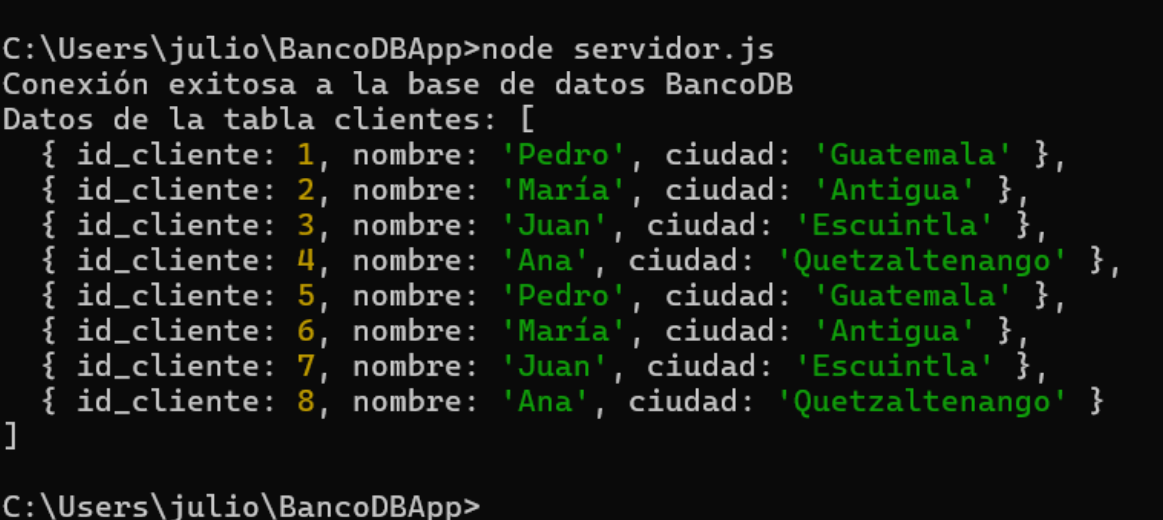 C:\Users\julio\BancoDBApp>node servidor.js
Conexión exitosa a la base de datos BancoDB
Datos de la tabla clientes: [
  { id_cliente: 1, nombre: 'Pedro', ciudad: 'Guatemala' },
  { id_cliente: 2, nombre: 'María', ciudad: 'Antigua' },
  { id_cliente: 3, nombre: 'Juan', ciudad: 'Escuintla' },
  { id_cliente: 4, nombre: 'Ana', ciudad: 'Quetzaltenango' },
  { id_cliente: 5, nombre: 'Pedro', ciudad: 'Guatemala' },
  { id_cliente: 6, nombre: 'María', ciudad: 'Antigua' },
  { id_cliente: 7, nombre: 'Juan', ciudad: 'Escuintla' },
  { id_cliente: 8, nombre: 'Ana', ciudad: 'Quetzaltenango' }
]
C:\Users\julio\BancoDBApp>